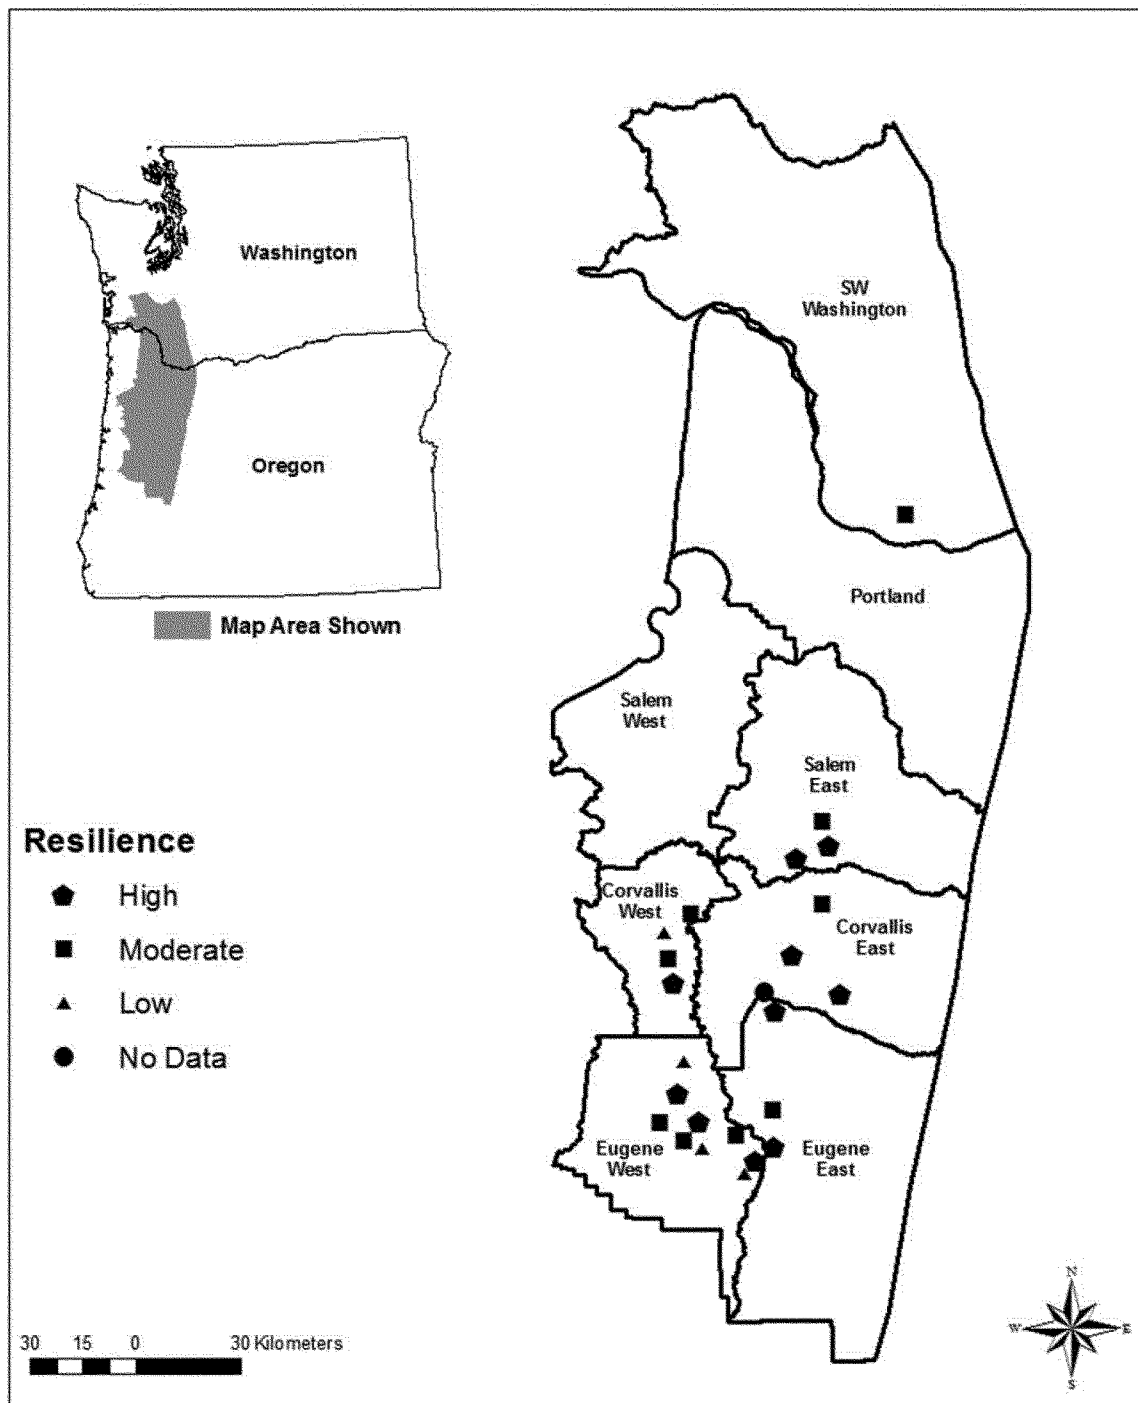 Washington
Oregon
Map Area Shown
SW
Washington
Portland
Salem
West
Salem
East
Corvallis
West
Corvallis
East
Eugene
West
Eugene
East
Resilience
High
Moderate
Low
No Data
30 15 0 30 Kilometers
N
W E
S